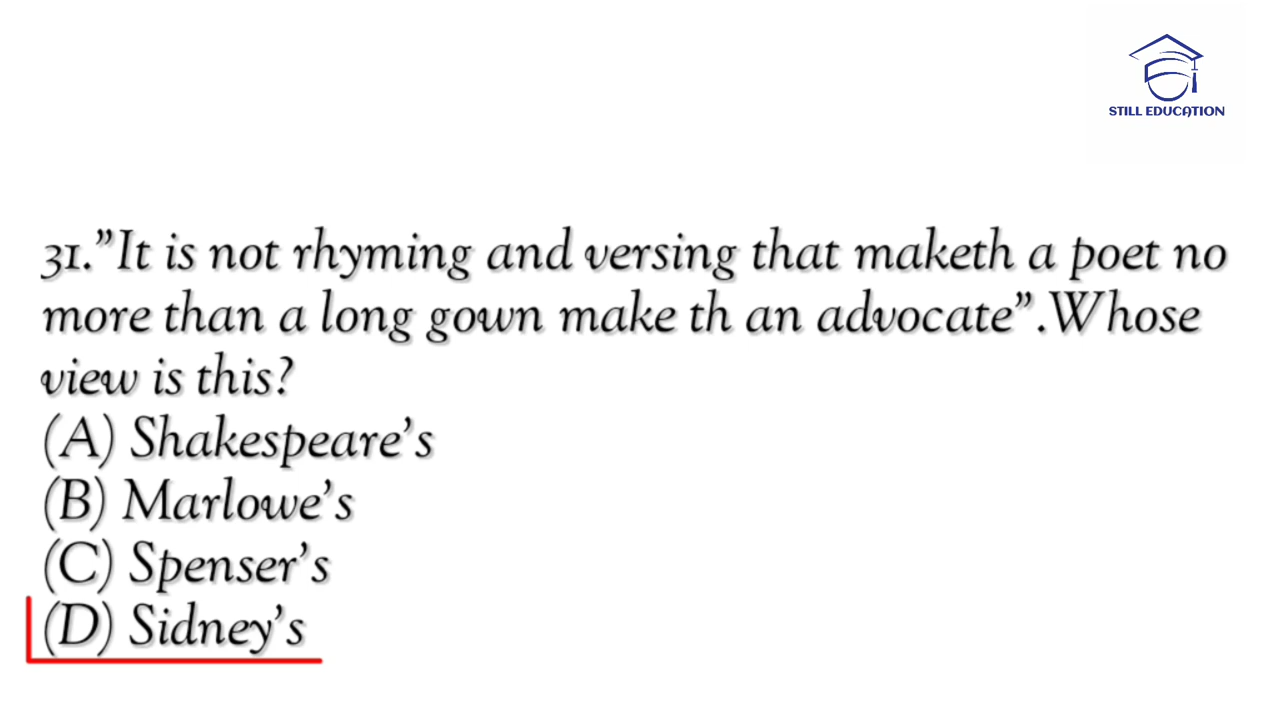 STILL EDUCATION
31.”It is not rhyming and versing that maketh a poet no
more than a long gown make th an advocate”.Whose
view is this?
(A) Shakespeare’s
(B) Marlowe’s
(C) Spenser’s
(D) Sidney’s